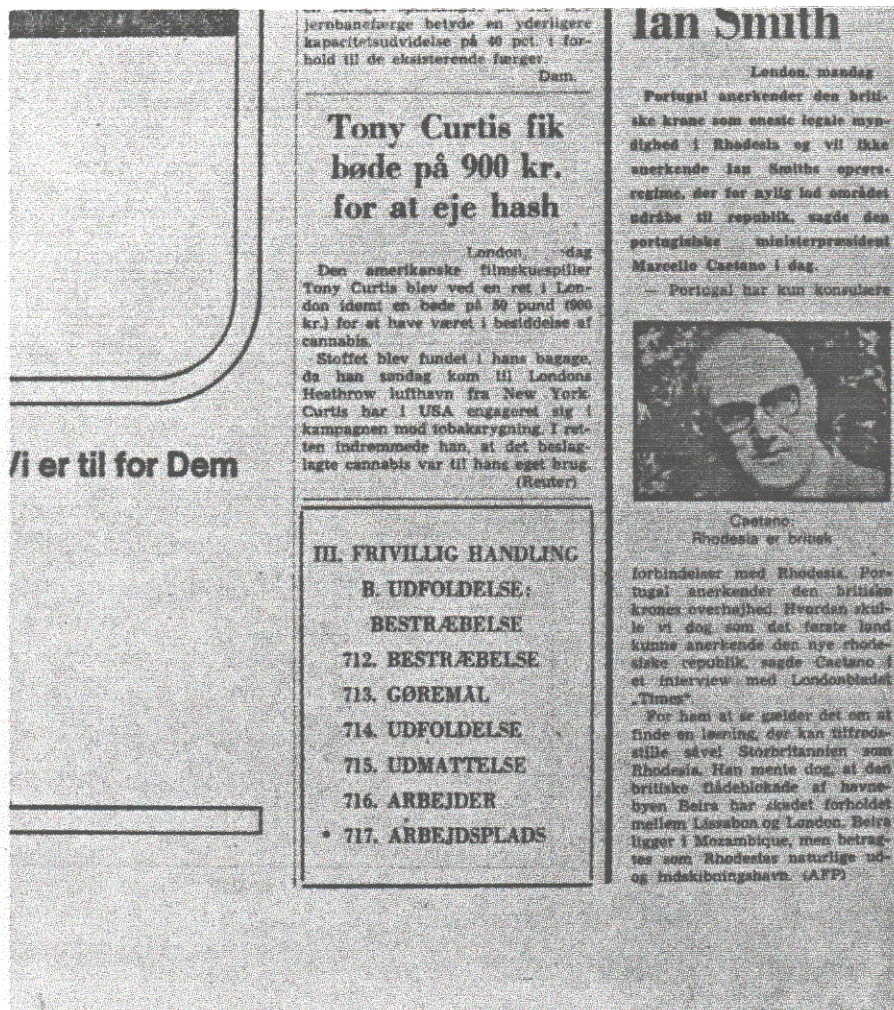 jernbanefærge betyde en yderligere
kapacitetsudvidelse på 40 pct. i for-
hold til de eksisterende færger.
Dam.
Tony Curtis fik
bøde på 900 kr.
for at eje hash
London, dag
Den amerikanske filmskuespiller
Tony Curtis blev ved en ret i Lon-
don idømt en bøde på 50 pund (900
kr.) for at have været i besiddelse af
cannabis.
Stoffet blev fundet i hans bagage,
da han søndag kom til Londons
Heathrow lufthavn fra New York.
Curtis har i USA engageret sig i
kampagnen mod tobaksrygning. I ret-
ten indrømmede han, at det beslag-
lagte cannabis var til hans eget brug.
(Reuter)
III. FRIVILLIG HANDLING
B. UDFOLDELSE:
BESTRÆBELSE
712. BESTRÆBELSE
713. GØREMAL
714. UDFOLDELSE
715. UDMATTELSE
716. ARBEJDER
717. ARBEJDSPLADS
Ian Smith
London, mandag
Portugal anerkender den briti-
ske krone som eneste legale myn-
dighed i Rhodesia og vil ikke
anerkende Ian Smiths oprørs-
regime, der for nylig lod området
udråbe til republik, sagde den
portugisiske ministerpræsident
Marcello Caetano i dag.
— Portugal har kun konsulære
Caetano:
Rhodesia er britisk
forbindelser med Rhodesia. Por-
tugal anerkender den britiske
krones overhøjhed. Hvordan skul-
le vi dog som det første land
kunne anerkende den nye rhode-
siske republik, sagde Caetano i
et interview med Londonbladet
„Times“.
For ham at se gælder det om at
finde en løsning, der kan tilfreds-
stille såvel Storbritannien som
Rhodesia. Han mente dog, at den
britiske flådeblokade af havne-
byen Beira har skadet forholdet
mellem Lissabon og London. Beira
ligger i Mozambique, men betrag-
tes som Rhodesias naturlige ud-
og indskibningshavn. (AFP)
Vi er til for Dem